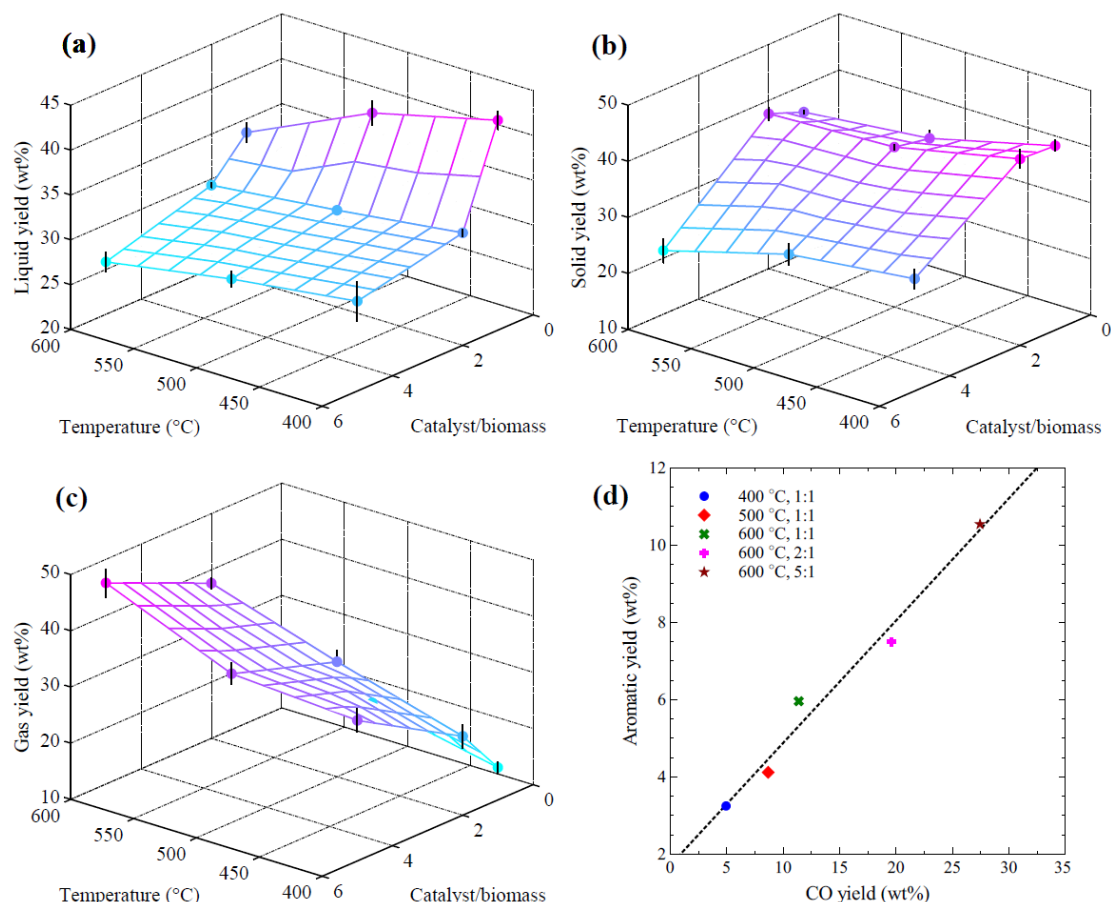 (a)
45
40
35
30
25
20
Liquid yield (wt%)
600
550
500
450
400
Temperature (°C)
6
4
2
0
Catalyst/biomass
(b)
50
40
30
20
10
Solid yield (wt%)
600
550
500
450
400
Temperature (°C)
6
4
2
0
Catalyst/biomass
(c)
50
40
30
20
10
Gas yield (wt%)
600
550
500
450
400
Temperature (°C)
6
4
2
0
Catalyst/biomass
(d)
12
10
8
6
4
2
Aromatic yield (wt%)
400 °C, 1:1
500 °C, 1:1
600 °C, 1:1
600 °C, 2:1
600 °C, 5:1
0
5
10
15
20
25
30
35
CO yield (wt%)